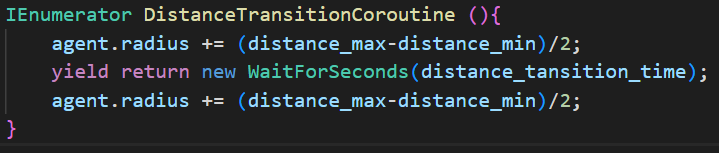 IEnumerator DistanceTransitionCoroutine (){
agent.radius += (distance_max-distance_min)/2;
yield return new WaitForSeconds(distance_tansition_time);
agent.radius += (distance_max-distance_min)/2;
}